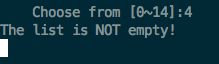 Choose from [0~14]:4
The list is NOT empty!